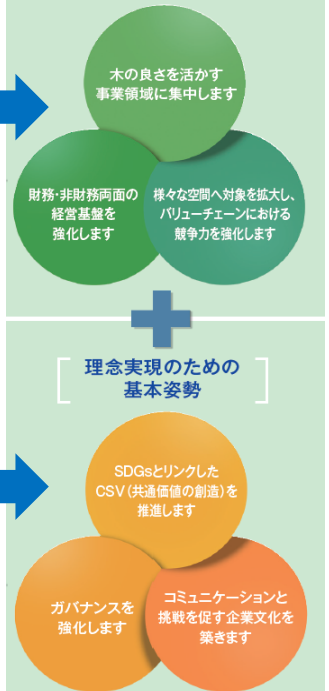 木の良さを活かす
事業領域に集中します
財務・非財務両面の
経営基盤を
強化します
様々な空間へ対象を拡大し、
バリューチェーンにおける
競争力を強化します
理念実現のための
基本姿勢
SDGsとリンクした
CSV（共通価値の創造）を
推進します
ガバナンスを
強化します
コミュニケーションと
挑戦を促す企業文化を
築きます